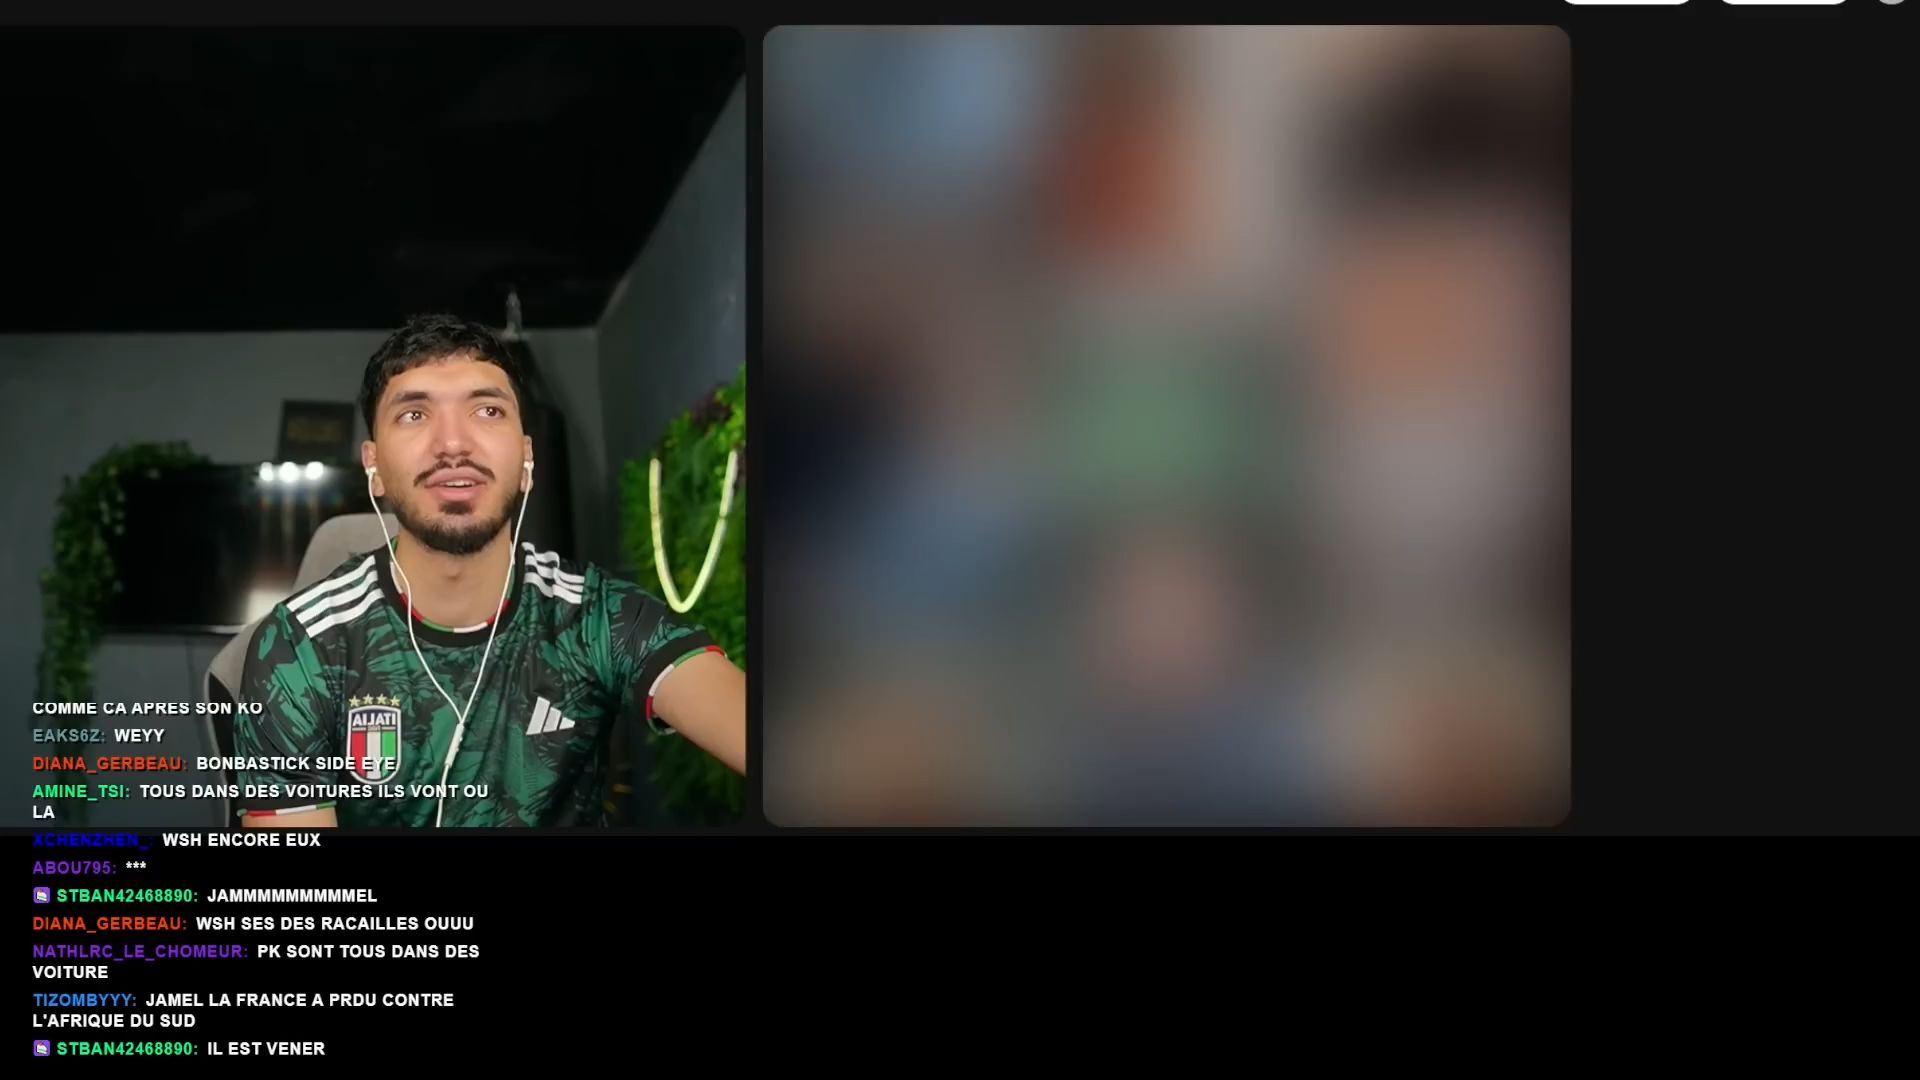 COMME CA APRES SON KO
EAKS6Z: WEYY
DIANA_GERBEAU: BONBASTICK SIDE EYE
AMINE_TSI: TOUS DANS DES VOITURES ILS VONT OU
LA
XCHENZHEN_: WSH ENCORE EUX
ABOU795: ***
STBAN42468890: JAMMMMMMMMMEL
DIANA_GERBEAU: WSH SES DES RACAILLES OUUU
NATHLRC_LE_CHOMEUR: PK SONT TOUS DANS DES
VOITURE
TIZOMBYYY: JAMEL LA FRANCE A PRDU CONTRE
L'AFRIQUE DU SUD
STBAN42468890: IL EST VENER